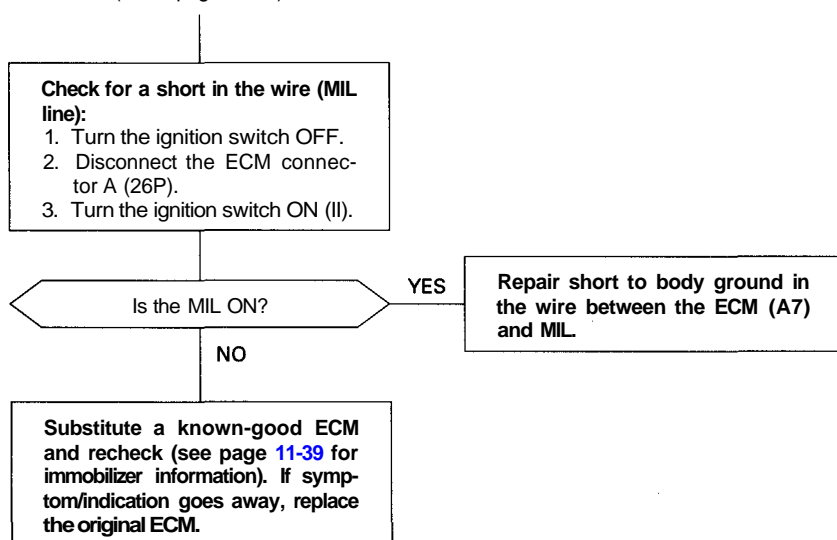 Check for a short in the wire (MIL
line):
1. Turn the ignition switch OFF.
2. Disconnect the ECM connec-
tor A (26P).
3. Turn the ignition switch ON (II).
Is the MIL ON?
YES
Repair short to body ground in
the wire between the ECM (A7)
and MIL.
NO
Substitute a known-good ECM
and recheck (see page 11-39 for
immobilizer information). If symp-
tom/indication goes away, replace
the original ECM.